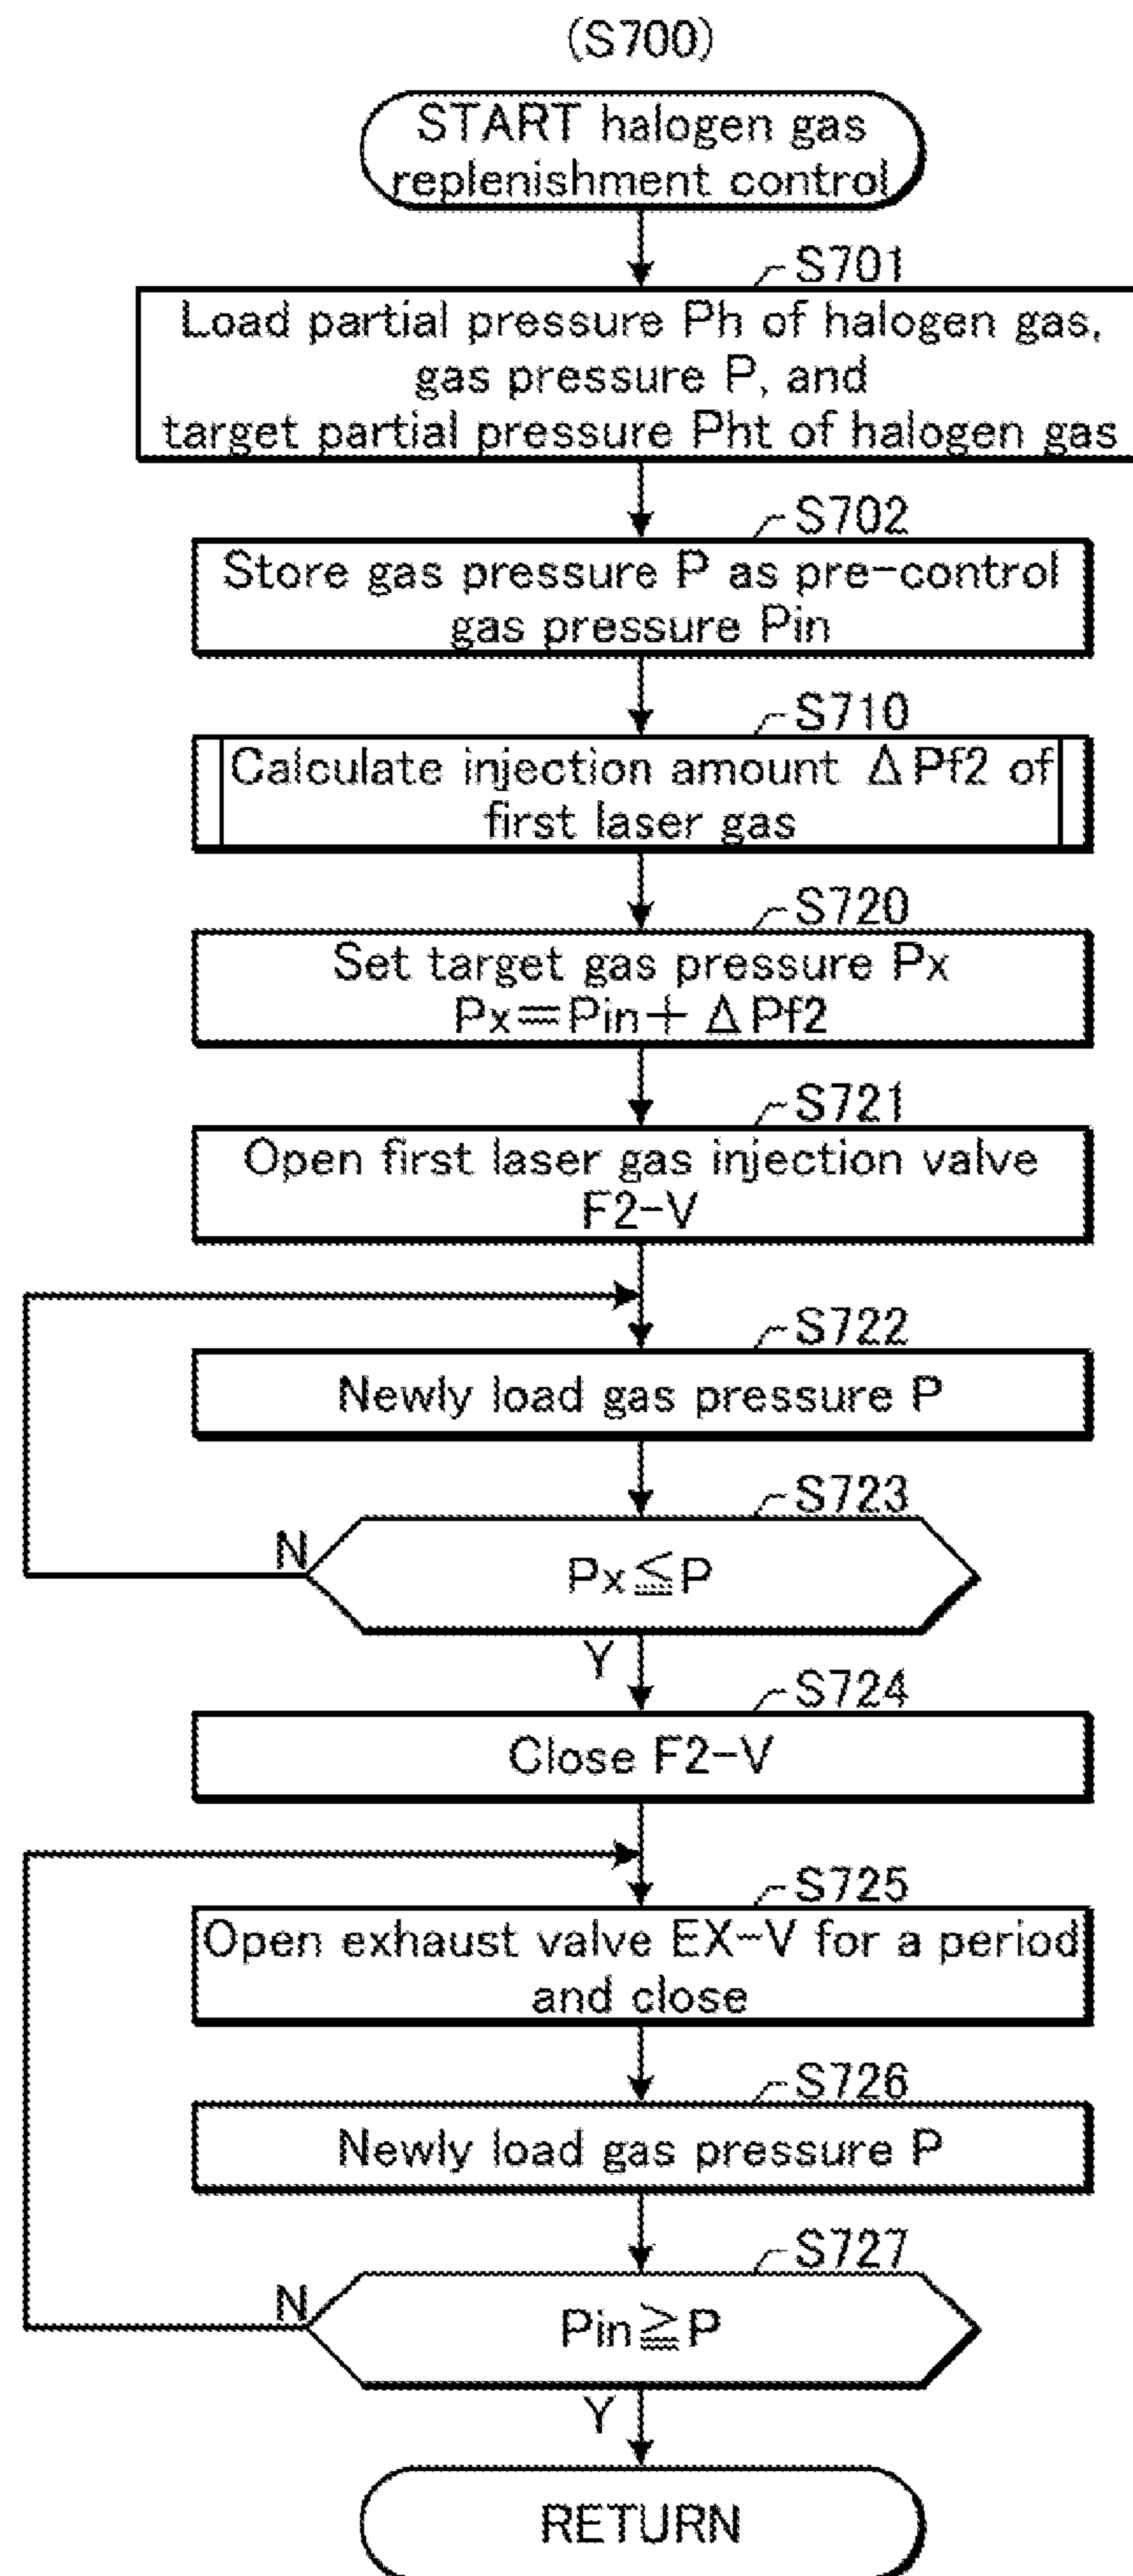 (S700)
START halogen gas
replenishment control
S701
Load partial pressure Ph of halogen gas,
gas pressure P, and
target partial pressure Pht of halogen gas
S702
Store gas pressure P as pre-control
gas pressure Pin
S710
Calculate injection amount ΔPf2 of
first laser gas
S720
Set target gas pressure Px
Px=Pin+ΔPf2
S721
Open first laser gas injection valve
F2-V
S722
Newly load gas pressure P
S723
N
Px≦P
Y
S724
Close F2-V
S725
Open exhaust valve EX-V for a period
and close
S726
Newly load gas pressure P
S727
N
Pin≧P
Y
RETURN